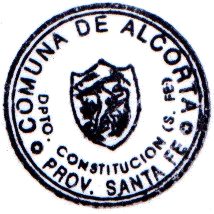 COMUNA DE ALCORTA
DPTO. CONSTITUCION (S. FE)
PROV. SANTA FE